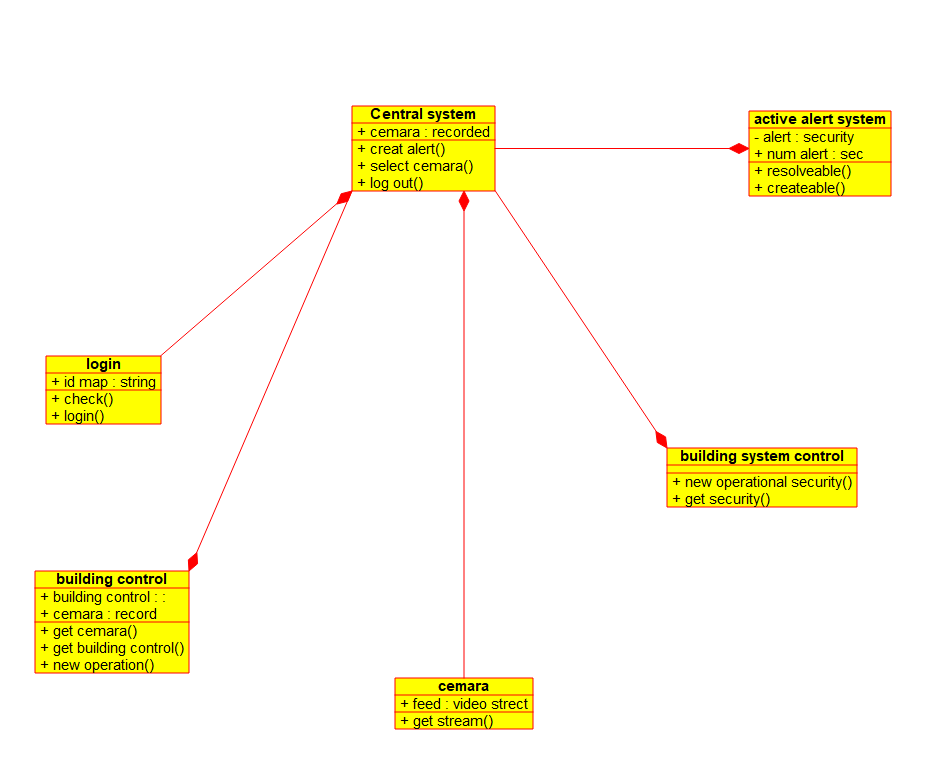 Central system
+ cemara : recorded
+ creat alert()
+ select cemara()
+ log out()
active alert system
- alert : security
+ num alert : sec
+ resolveable()
+ createable()
login
+ id map : string
+ check()
+ login()
building system control
+ new operational security()
+ get security()
building control
+ building control : :
+ cemara : record
+ get cemara()
+ get building control()
+ new operation()
cemara
+ feed : video strect
+ get stream()